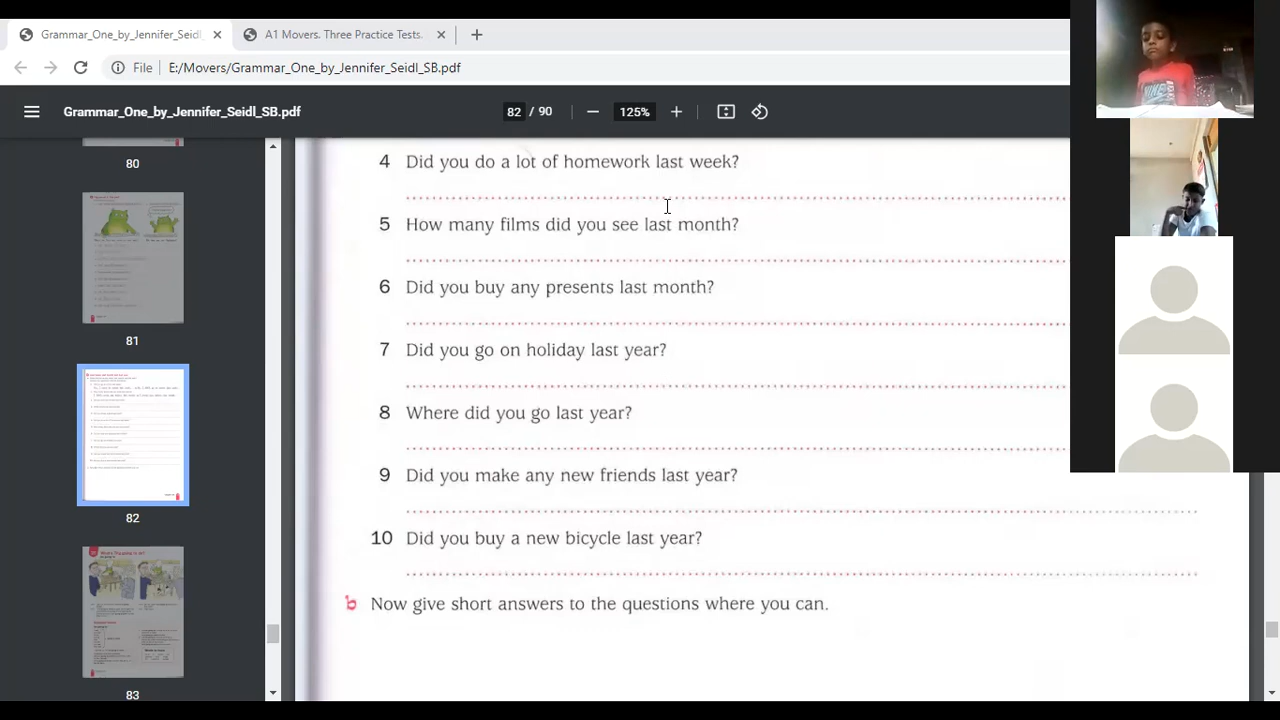 Grammar_One_by_Jennifer_Seidl
A1 Movers. Three Practice Tests.
File
E:/Movers/Grammar_One_by_Jennifer_Seidl_SB.pdf
Grammar_One_by_Jennifer_Seidl_SB.pdf
82 / 90
125%
80
81
82
83
4 Did you do a lot of homework last week?
5 How many films did you see last month?
6 Did you buy any presents last month?
7 Did you go on holiday last year?
8 Where did you go last year?
9 Did you make any new friends last year?
10 Did you buy a new bicycle last year?
b Now give short answers to the questions where you can.